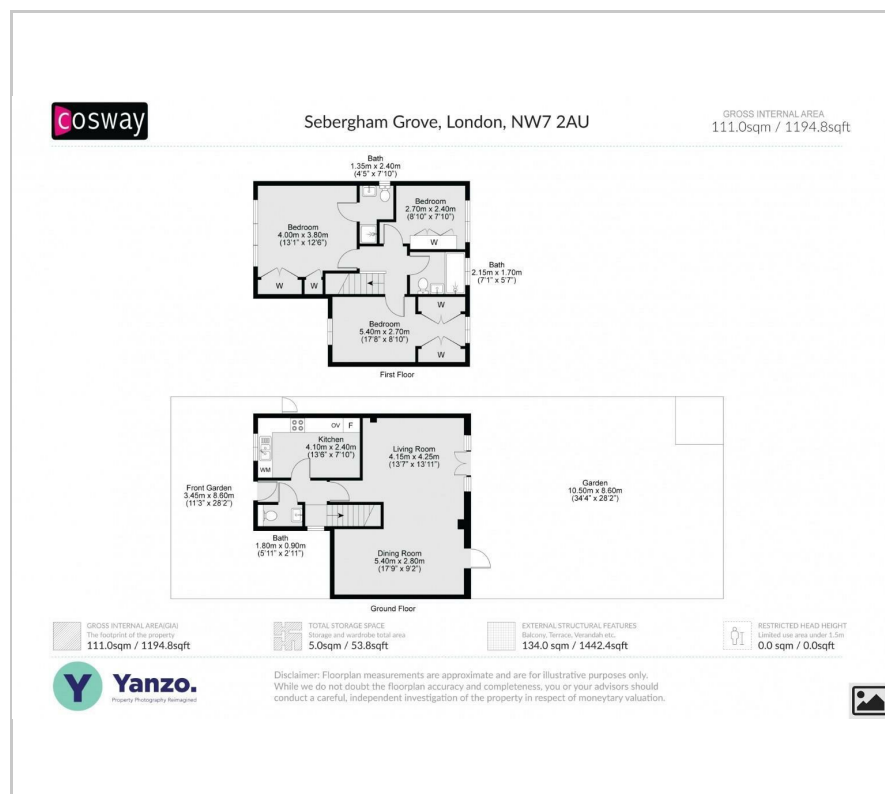 cosway
Sebergham Grove, London, NW7 2AU
GROSS INTERNAL AREA
111.0sqm / 1194.8sqft
Bath
1.35m x 2.40m
(4'5" x 7'10")
Bedroom
2.70m x 2.40m
(8'10" x 7'10")
W
Bedroom
4.00m x 3.80m
(13'1" x 12'6")
W
W
Bath
2.15m x 1.70m
(7'1" x 5'7")
W
Bedroom
5.40m x 2.70m
(17'8" x 8'10")
W
First Floor
OV
F
Kitchen
4.10m x 2.40m
(13'6" x 7'10")
WM
Living Room
4.15m x 4.25m
(13'7" x 13'11")
Front Garden
3.45m x 8.60m
(11'3" x 28'2")
Garden
10.50m x 8.60m
(34'4" x 28'2")
Bath
1.80m x 0.90m
(5'11" x 2'11")
Dining Room
5.40m x 2.80m
(17'9" x 9'2")
Ground Floor
GROSS INTERNAL AREA(GIA)
The footprint of the property
111.0sqm / 1194.8sqft
TOTAL STORAGE SPACE
Storage and wardrobe total area
5.0sqm / 53.8sqft
EXTERNAL STRUCTURAL FEATURES
Balcony, Terrace, Verandah etc.
134.0 sqm / 1442.4sqft
RESTRICTED HEAD HEIGHT
Limited use area under 1.5m
0.0 sqm / 0.0sqft
Y
Yanzo.
Property Photography Reimagined
Disclaimer: Floorplan measurements are approximate and are for illustrative purposes only.
While we do not doubt the floorplan accuracy and completeness, you or your advisors should
conduct a careful, independent investigation of the property in respect of moneytary valuation.